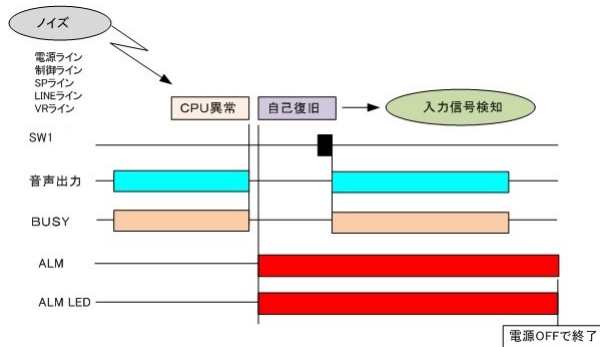 ノイズ
電源ライン
制御ライン
SPライン
LINEライン
VRライン
CPU異常
自己復旧
入力信号検知
SW1
音声出力
BUSY
ALM
ALM LED
電源OFFで終了